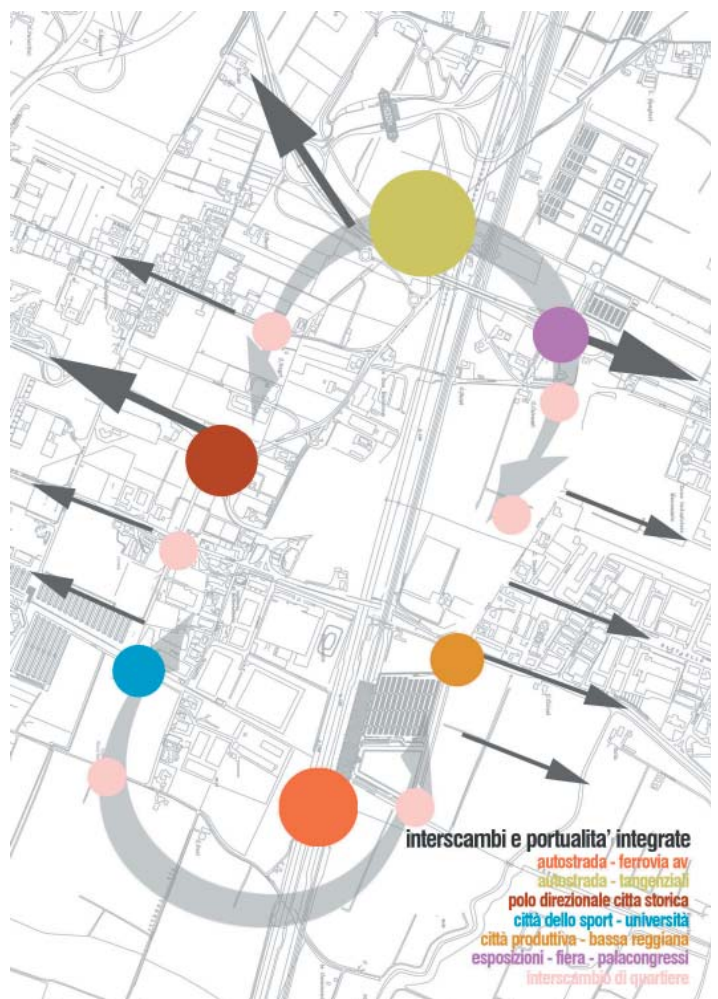 interscambi e portualita' integrate
autostrada - ferrovia av
autostrada - tangenziali
polo direzionale citta storica
città dello sport - università
città produttiva - bassa reggiana
esposizioni - fiera - palacongressi
interscambio di quartiere